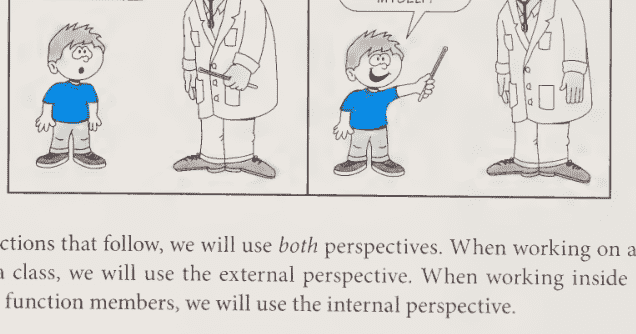 MYSELF!
ctions that follow, we will use both perspectives. When working on a
a class, we will use the external perspective. When working inside
function members, we will use the internal perspective.